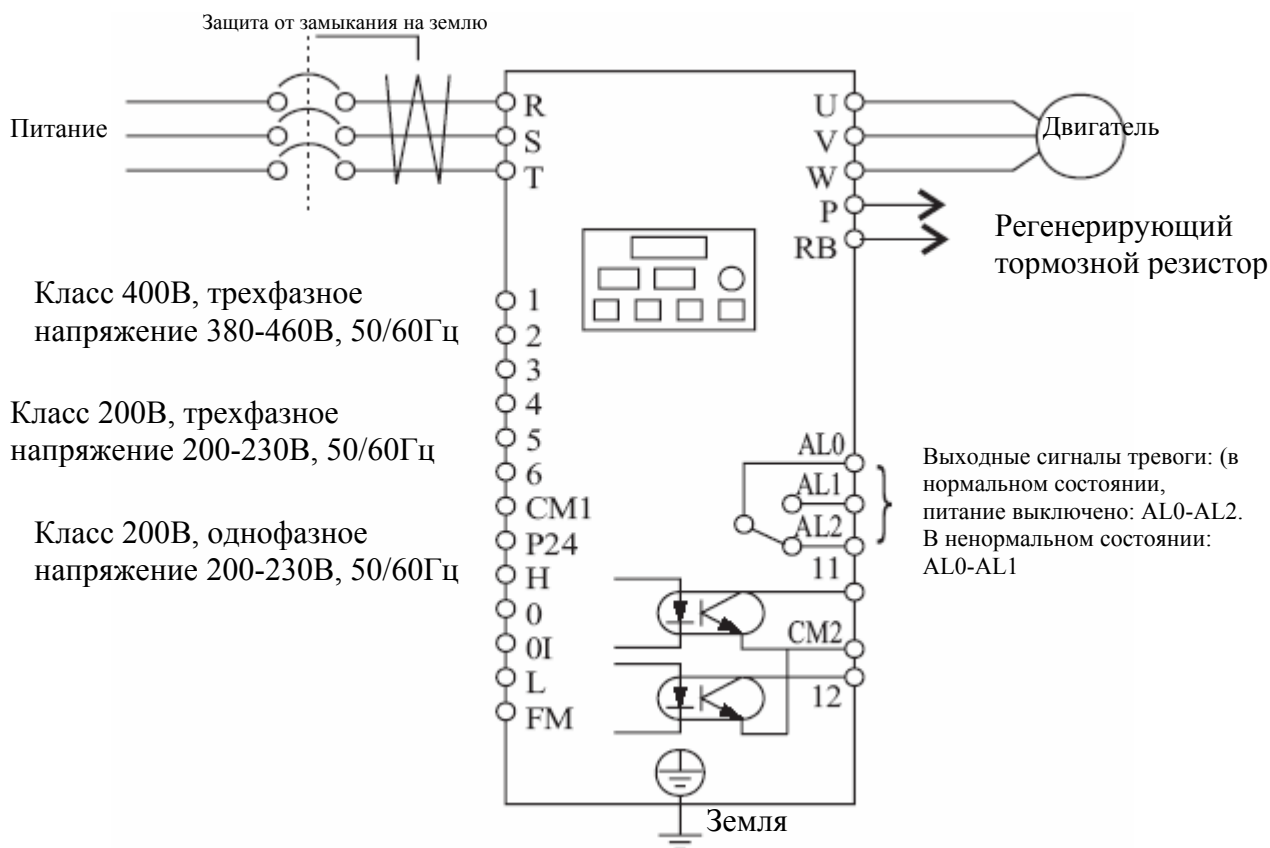 Защита от замыкания на землю
Питание
R
S
T
U
V
W
P
RB
Двигатель
Регенерирующий
тормозной резистор
Класс 400В, трехфазное
напряжение 380-460В, 50/60Гц
Класс 200В, трехфазное
напряжение 200-230В, 50/60Гц
Класс 200В, однофазное
напряжение 200-230В, 50/60Гц
1
2
3
4
5
6
CM1
P24
H
0
0I
L
FM
AL0
AL1
AL2
11
CM2
12
Выходные сигналы тревоги: (в
нормальном состоянии,
питание выключено: AL0-AL2.
В ненормальном состоянии:
AL0-AL1
Земля